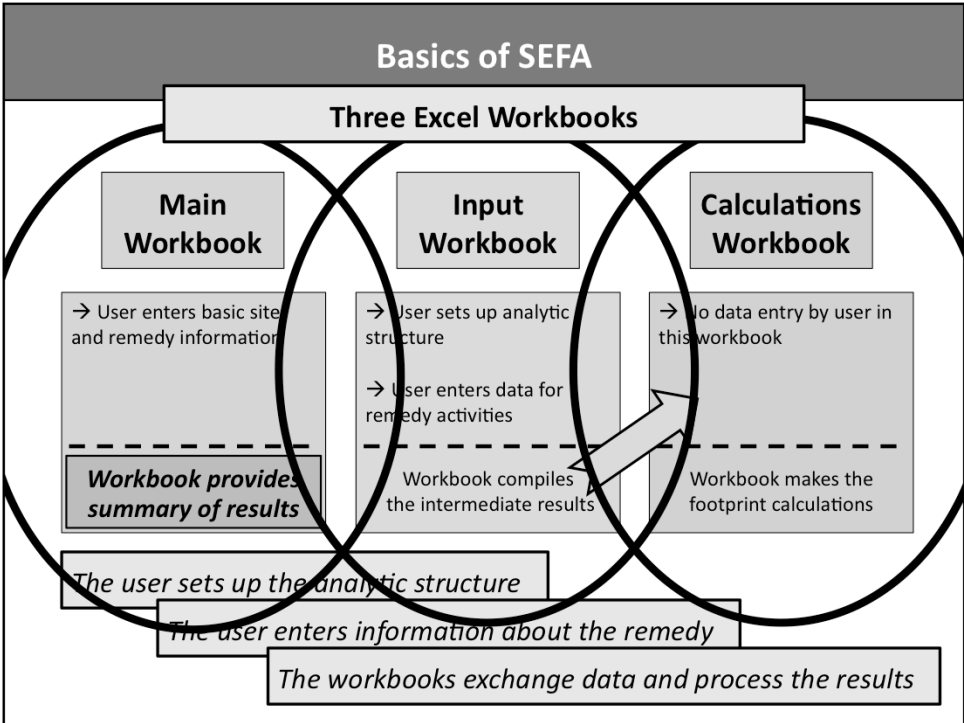 Basics of SEFA
Three Excel Workbooks
Main
Workbook
→ User enters basic site
and remedy information
Workbook provides
summary of results
Input
Workbook
→ User sets up analytic
structure
→ User enters data for
remedy activities
Workbook compiles
the intermediate results
Calculations
Workbook
→ No data entry by user in
this workbook
Workbook makes the
footprint calculations
The user sets up the analytic structure
The user enters information about the remedy
The workbooks exchange data and process the results